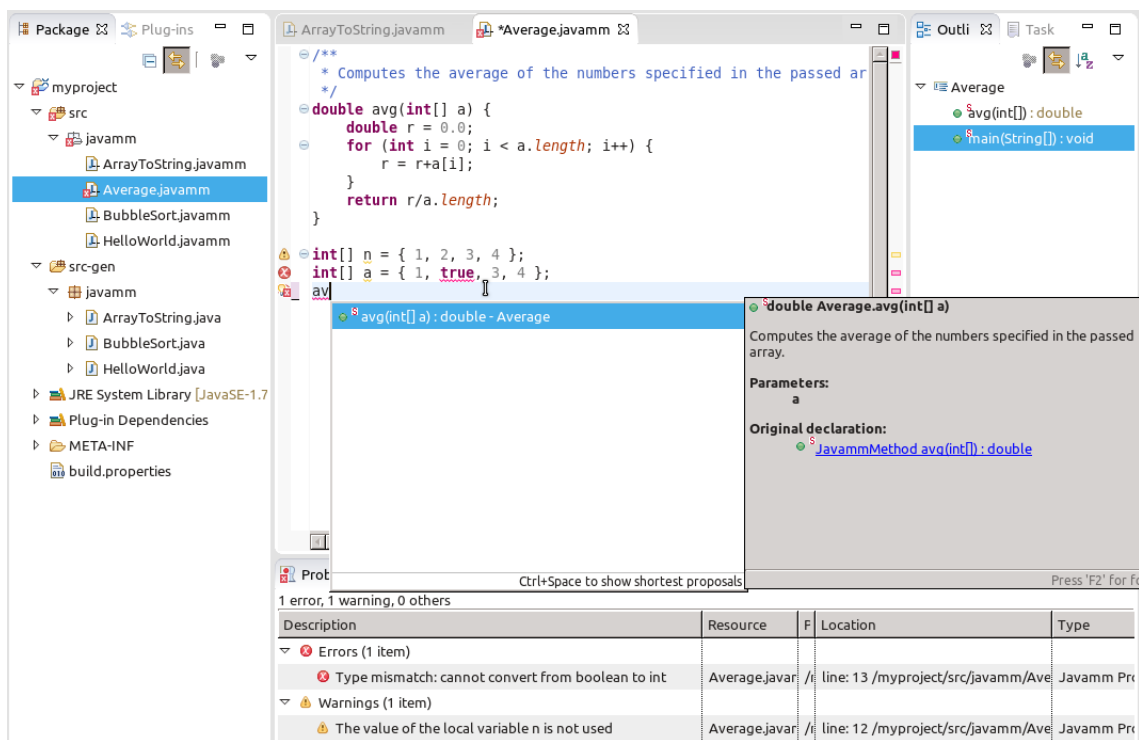 Package
Plug-ins
myproject
src
javamm
ArrayToString.javamm
Average.javamm
BubbleSort.javamm
HelloWorld.javamm
src-gen
javamm
ArrayToString.java
BubbleSort.java
HelloWorld.java
JRE System Library [JavaSE-1.7
Plug-in Dependencies
META-INF
build.properties
ArrayToString.javamm
*Average.javamm
/**
* Computes the average of the numbers specified in the passed ar
*/
double avg(int[] a) {
double r = 0.0;
for (int i = 0; i < a.length; i++) {
r = r+a[i];
}
return r/a.length;
}
int[] n = { 1, 2, 3, 4 };
int[] a = { 1, true, 3, 4 };
av
avg(int[] a) : double - Average
Ctrl+Space to show shortest proposals
double Average.avg(int[] a)
Computes the average of the numbers specified in the passed
array.
Parameters:
a
Original declaration:
JavammMethod avg(int[]) : double
Press 'F2' for fo
Outli
Task
Average
avg(int[]) : double
main(String[]) : void
Prob
1 error, 1 warning, 0 others
Description Resource F Location Type
Errors (1 item)
Type mismatch: cannot convert from boolean to int Average.javar /r line: 13 /myproject/src/javamm/Ave Javamm Pro
Warnings (1 item)
The value of the local variable n is not used Average.javar /r line: 12 /myproject/src/javamm/Ave Javamm Pro